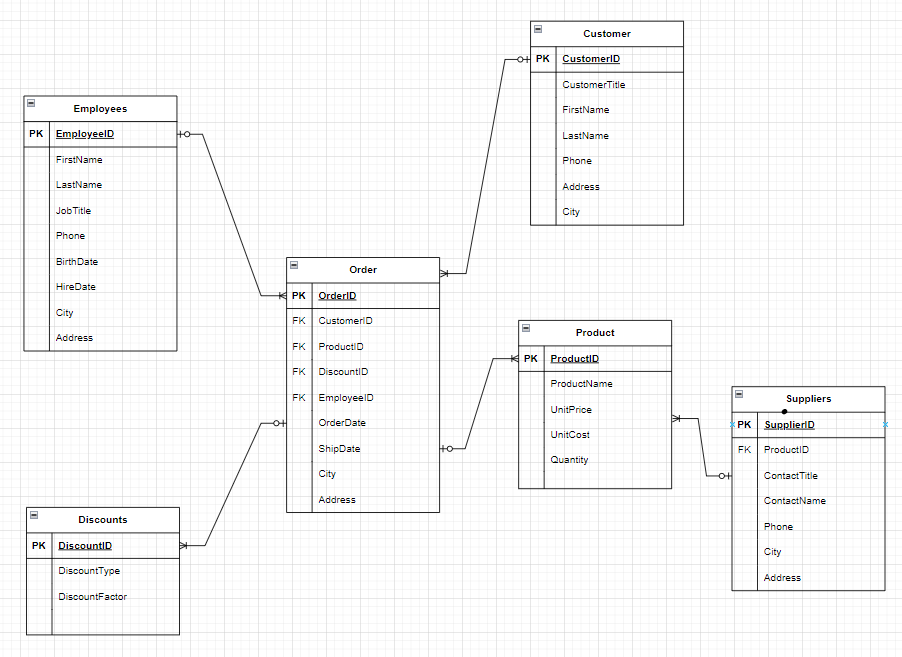 Customer
PK CustomerID
CustomerTitle
FirstName
LastName
Phone
Address
City
Employees
PK EmployeeID
FirstName
LastName
JobTitle
Phone
BirthDate
HireDate
City
Address
Order
PK OrderID
FK CustomerID
FK ProductID
FK DiscountID
FK EmployeeID
OrderDate
ShipDate
City
Address
Product
PK ProductID
ProductName
UnitPrice
UnitCost
Quantity
Suppliers
PK SupplierID
FK ProductID
ContactTitle
ContactName
Phone
City
Address
Discounts
PK DiscountID
DiscountType
DiscountFactor